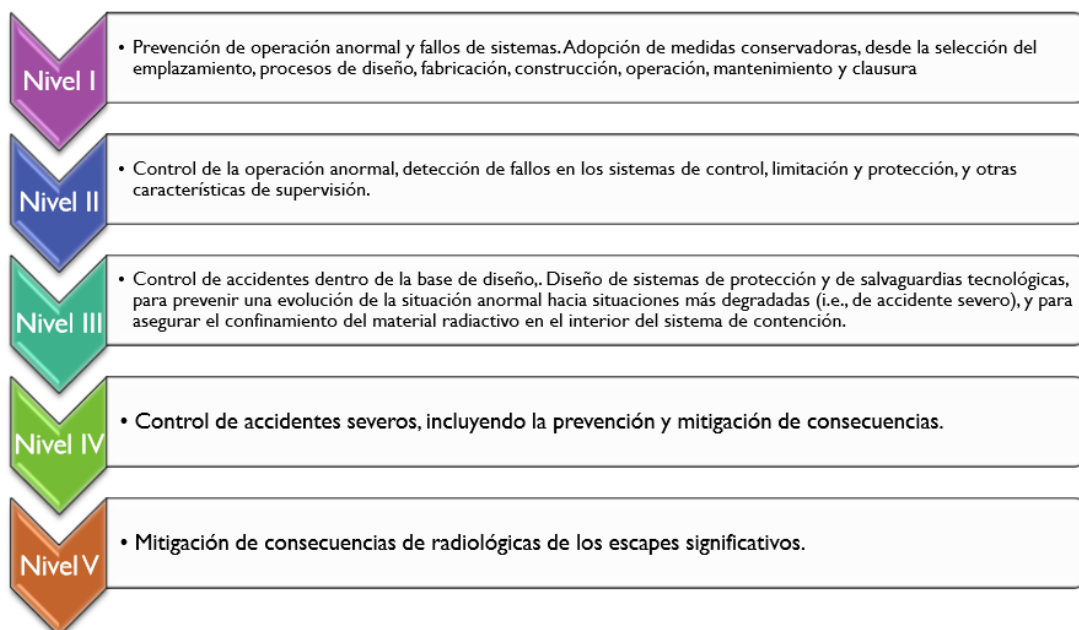 Nivel I
• Prevención de operación anormal y fallos de sistemas. Adopción de medidas conservadoras, desde la selección del
emplazamiento, procesos de diseño, fabricación, construcción, operación, mantenimiento y clausura
Nivel II
• Control de la operación anormal, detección de fallos en los sistemas de control, limitación y protección, y otras
características de supervisión.
Nivel III
• Control de accidentes dentro de la base de diseño,. Diseño de sistemas de protección y de salvaguardias tecnológicas,
para prevenir una evolución de la situación anormal hacia situaciones más degradadas (i.e., de accidente severo), y para
asegurar el confinamiento del material radiactivo en el interior del sistema de contención.
Nivel IV
• Control de accidentes severos, incluyendo la prevención y mitigación de consecuencias.
Nivel V
• Mitigación de consecuencias de radiológicas de los escapes significativos.